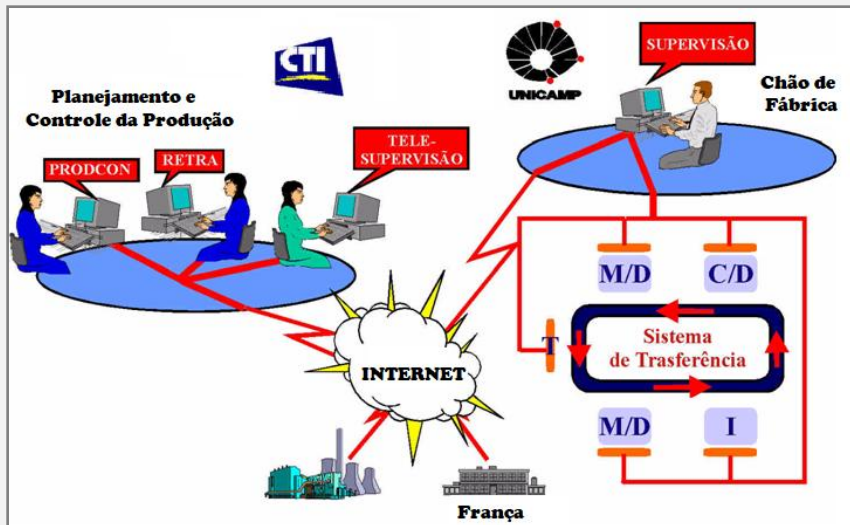 CTI
UNICAMP
SUPERVISÃO
Chão de
Fábrica
Planejamento e
Controle da Produção
TELE-
SUPERVISÃO
RETRA
PRODCON
M/D
C/D
T
Sistema
de Trasferência
INTERNET
M/D
I
França